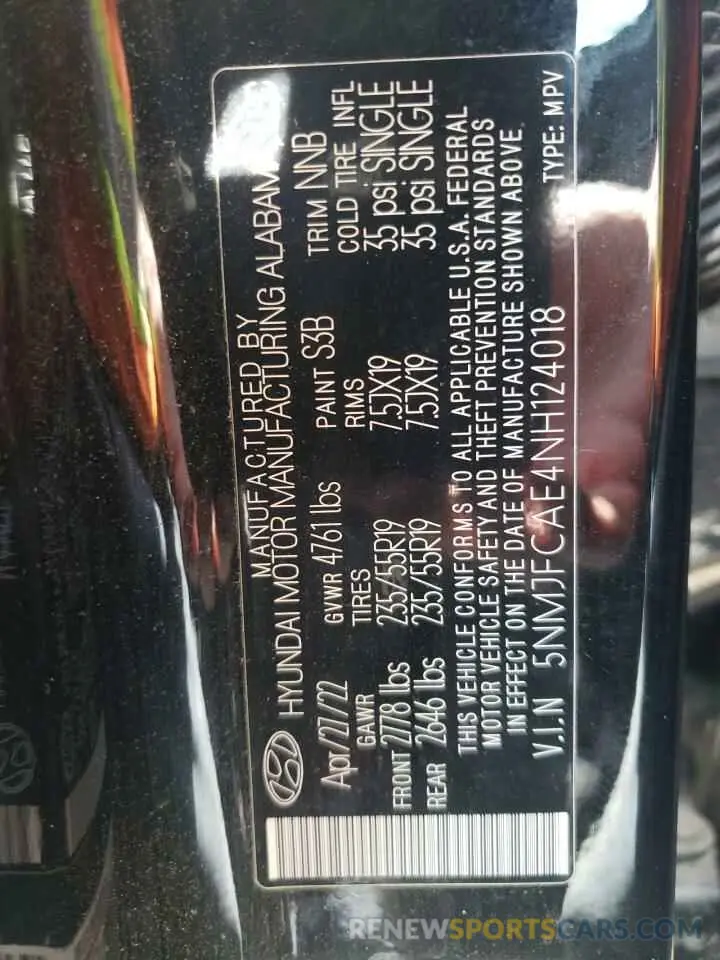 MANUFACTURED BY
HYUNDAI MOTOR MANUFACTURING ALABAMA
Apr/27/22 GVWR 4761 lbs PAINT S3B TRIM NNB
GAWR TIRES RIMS COLD TIRE INFL
FRONT 2778 lbs 235/55R19 7.5JX19 35 psi SINGLE
REAR 2646 lbs 235/55R19 7.5JX19 35 psi SINGLE
THIS VEHICLE CONFORMS TO ALL APPLICABLE U.S.A. FEDERAL
MOTOR VEHICLE SAFETY AND THEFT PREVENTION STANDARDS
IN EFFECT ON THE DATE OF MANUFACTURE SHOWN ABOVE
V.I.N 5NMJFCAE4NH124018 TYPE: MPV
RENEWSPORTSCARS.COM